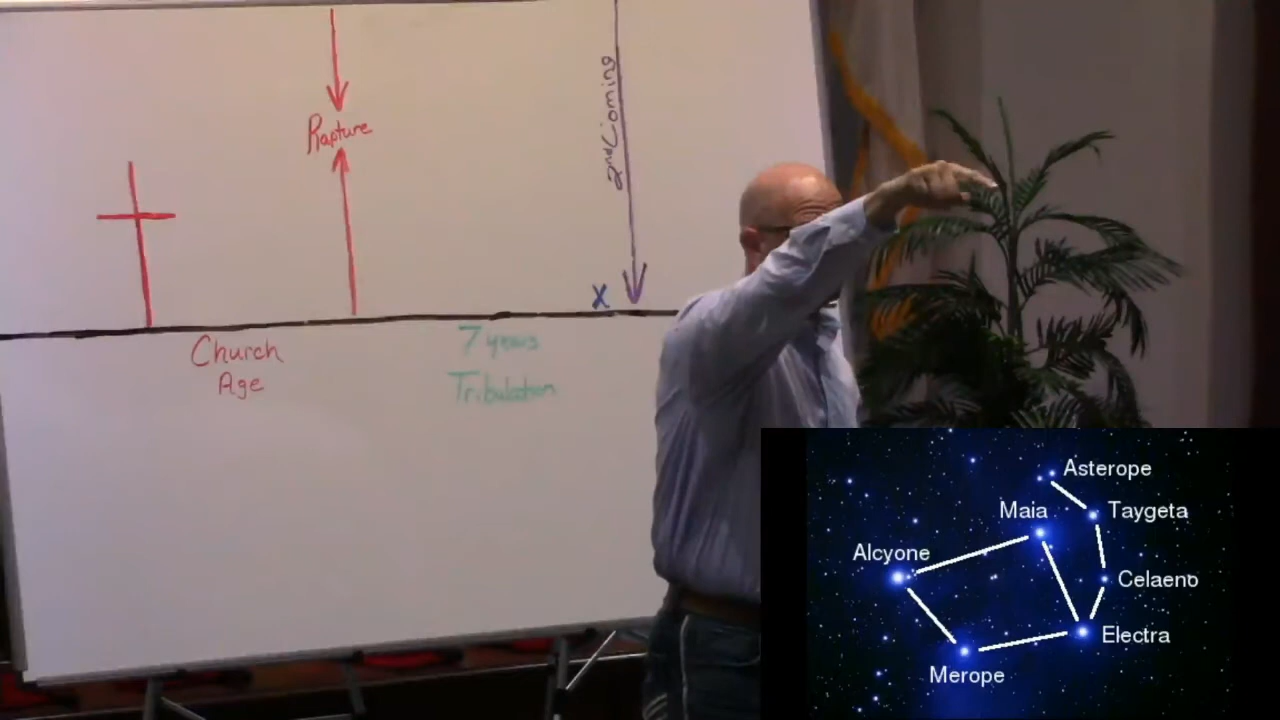 Rapture
2nd Coming
X
Church
Age
7 years
Tribulation
Asterope
Maia
Taygeta
Alcyone
Celaeno
Electra
Merope